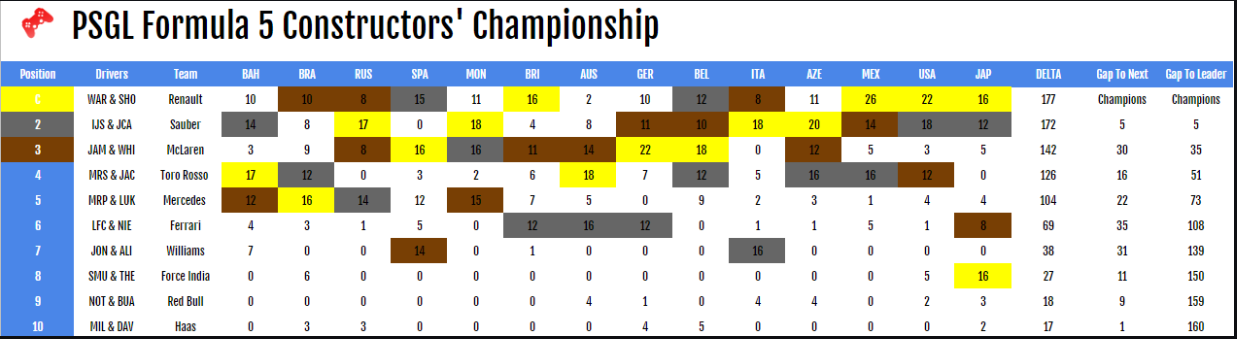 PSGL Formula 5 Constructors' Championship
Position Drivers Team BAH BRA RUS SPA MON BRI AUS GER BEL ITA AZE MEX USA JAP DELTA Gap To Next Gap To Leader
C WAR & SHO Renault 10 10 8 15 11 16 2 10 12 8 11 26 22 16 177 Champions Champions
2 IJS & JCA Sauber 14 8 17 0 18 4 8 11 10 18 20 14 18 12 172 5 5
3 JAM & WHI McLaren 3 9 8 16 16 11 14 22 18 0 12 5 3 5 142 30 35
4 MRS & JAC Toro Rosso 17 12 0 3 2 6 18 7 12 5 16 16 12 0 126 16 51
5 MRP & LUK Mercedes 12 16 14 12 15 7 5 0 9 2 3 1 4 4 104 22 73
6 LFC & NIE Ferrari 4 3 1 5 0 12 16 12 0 1 1 5 1 8 69 35 108
7 JON & ALI Williams 7 0 0 14 0 1 0 0 0 16 0 0 0 0 38 31 139
8 SMU & THE Force India 0 6 0 0 0 0 0 0 0 0 0 0 5 16 27 11 150
9 NOT & BUA Red Bull 0 0 0 0 0 0 4 1 0 4 4 0 2 3 18 9 159
10 MIL & DAV Haas 0 3 3 0 0 0 0 4 5 0 0 0 0 2 17 1 160